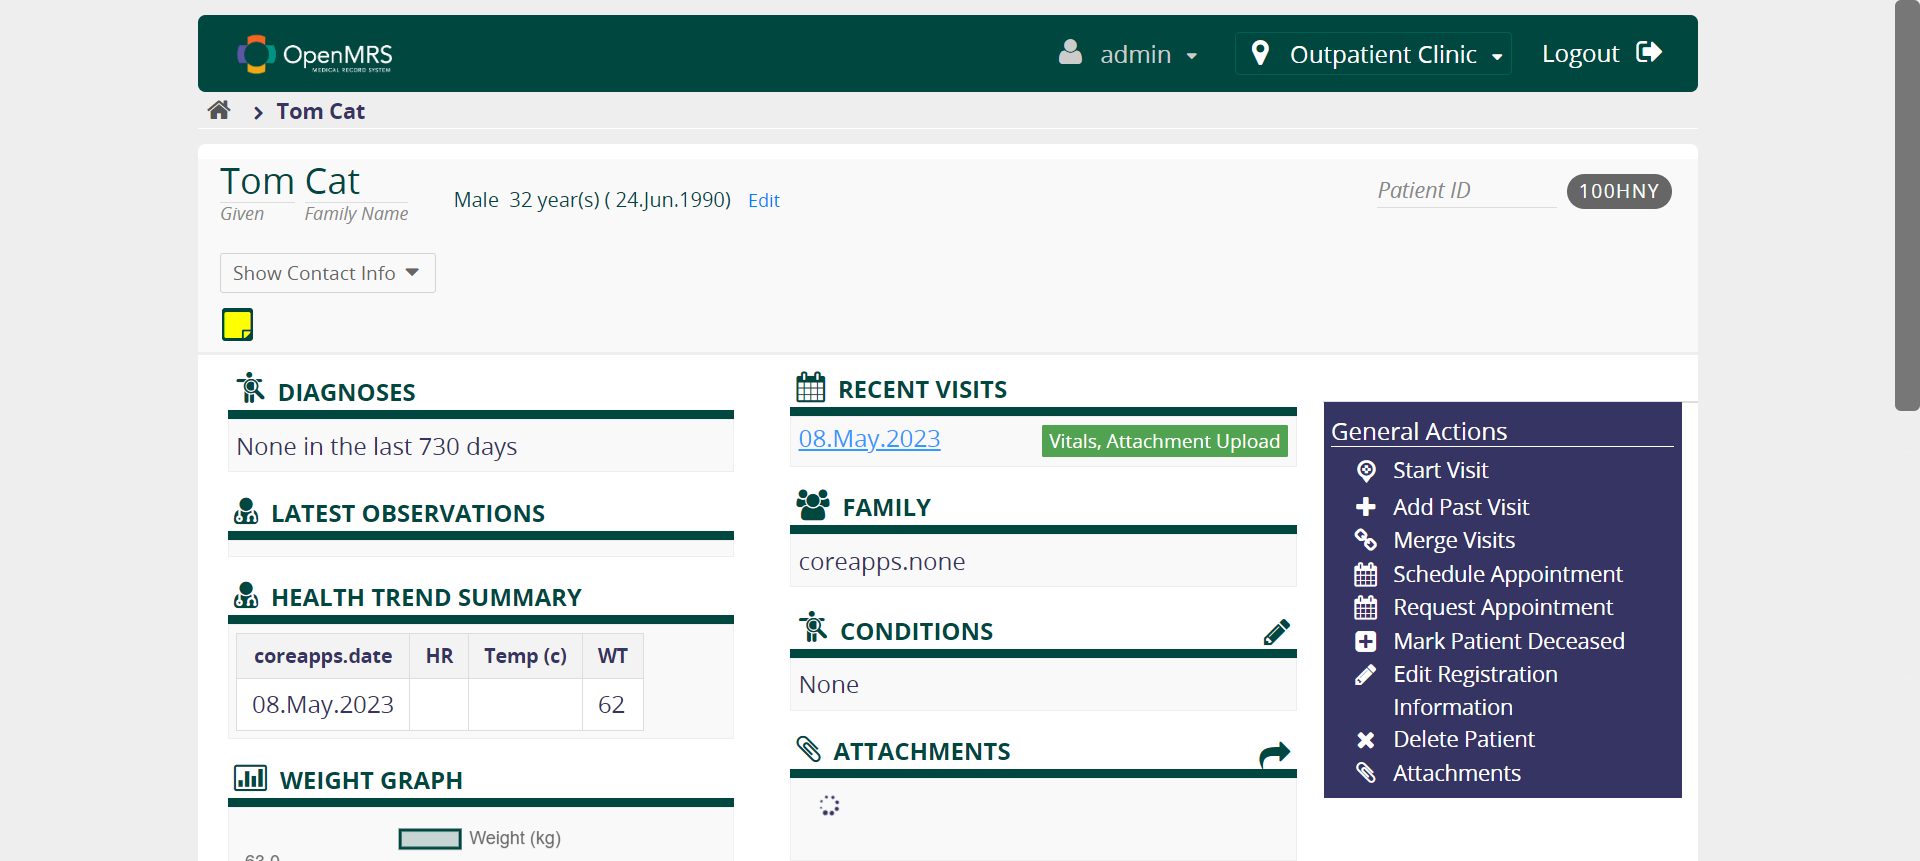 OpenMRS
MEDICAL RECORD SYSTEM
admin
Outpatient Clinic
Logout
Tom Cat
Tom Cat
Given
Family Name
Male 32 year(s) ( 24.Jun.1990) Edit
Patient ID
100HNY
Show Contact Info
DIAGNOSES
None in the last 730 days
LATEST OBSERVATIONS
HEALTH TREND SUMMARY
coreapps.date HR Temp (c) WT
08.May.2023 62
WEIGHT GRAPH
Weight (kg)
63.0
RECENT VISITS
08.May.2023
Vitals, Attachment Upload
FAMILY
coreapps.none
CONDITIONS
None
ATTACHMENTS
General Actions
Start Visit
Add Past Visit
Merge Visits
Schedule Appointment
Request Appointment
Mark Patient Deceased
Edit Registration
Information
Delete Patient
Attachments